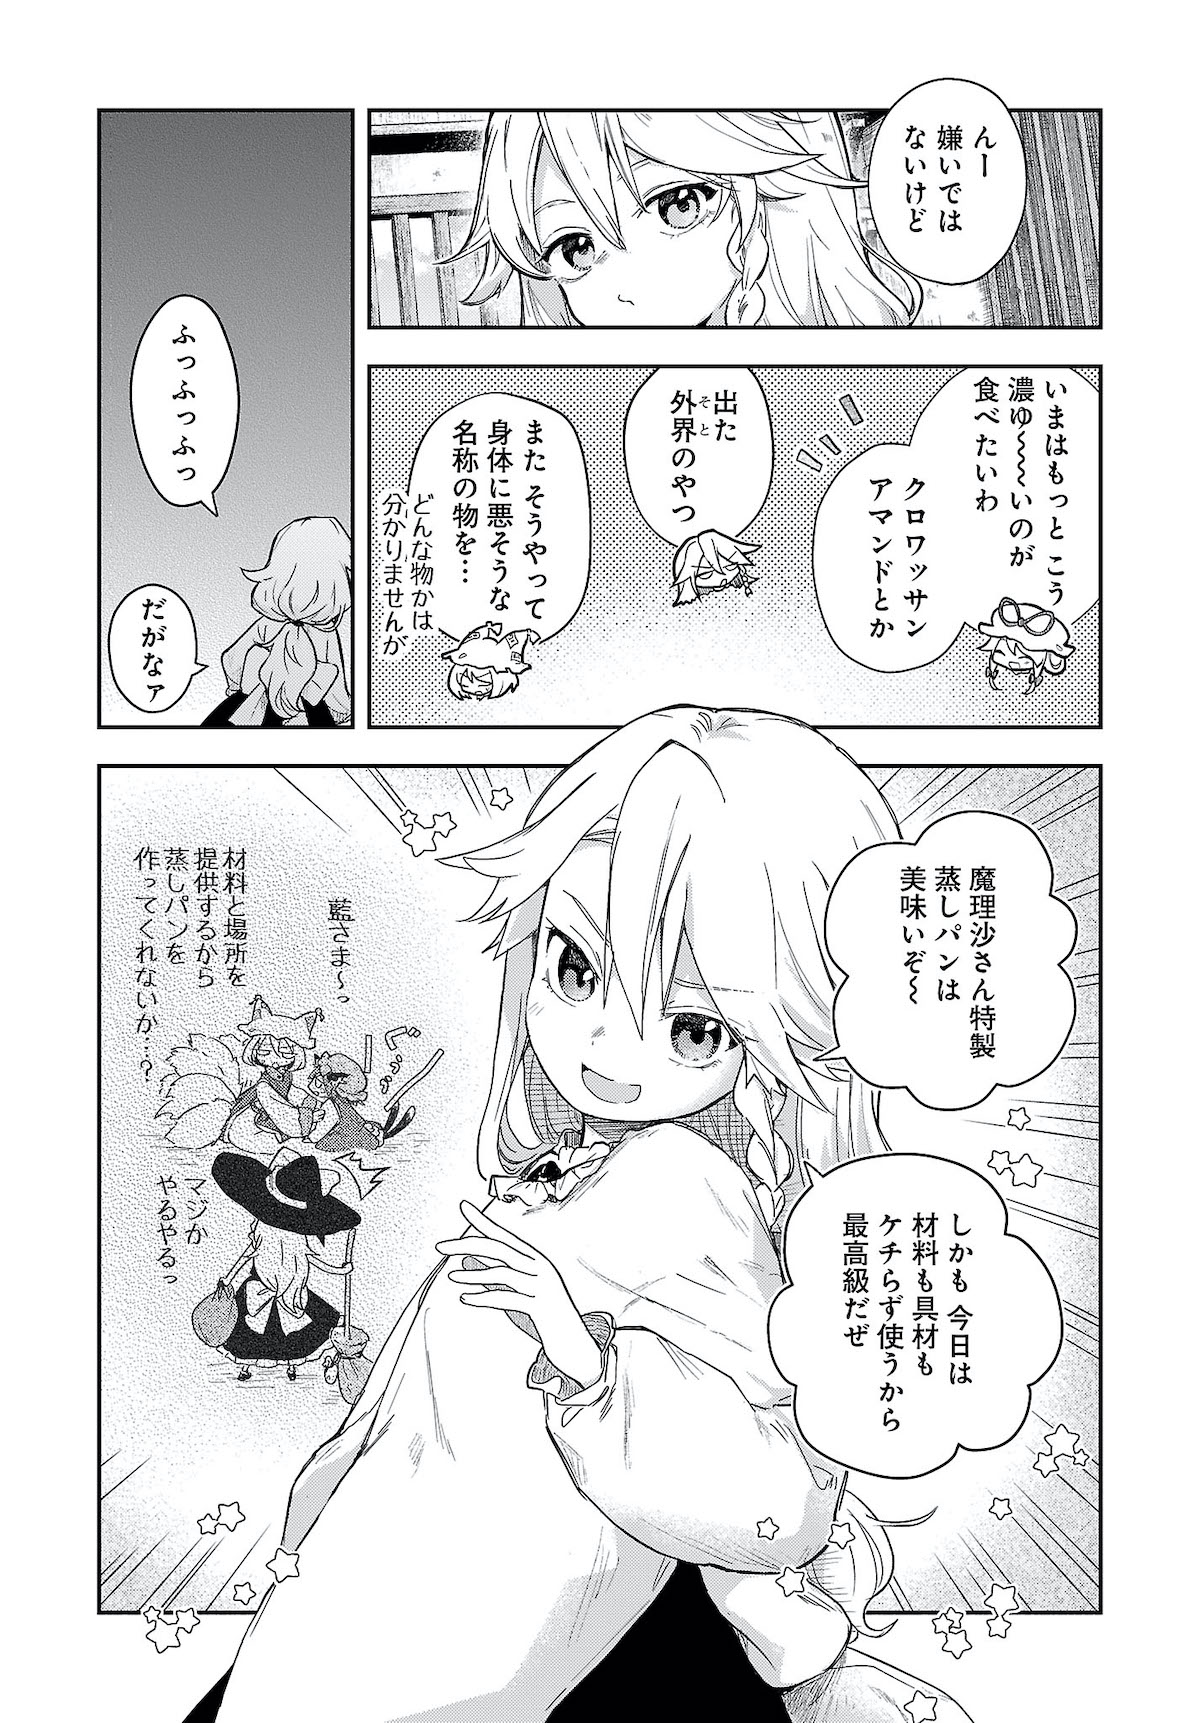 んー
嫌いでは
ないけど
いまはもっと こう
濃ゆ〜〜〜いのが
食べたいわ
クロワッサン
アマンドとか
出た
外界のやつ
そと
また そうやって
身体に悪そうな
名称の物を…
どんな物かは
分かりませんが
ふっふっふっ
だがなァ
魔理沙さん特製
蒸しパンは
美味いぞ〜
しかも 今日は
材料も具材も
ケチらず使うから
最高級だぜ
藍さま〜っ
ぐぅぅ
材料と場所を
提供するから
蒸しパンを
作ってくれないか…?
マジか
やるやるっ